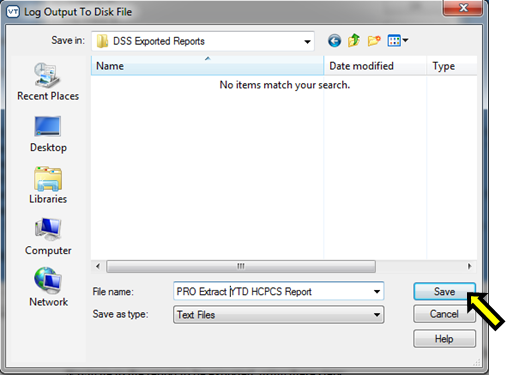 VT Log Output To Disk File
Save in: DSS Exported Reports
Name Date modified Type
No items match your search.
Recent Places
Desktop
Libraries
Computer
Network
File name: PRO Extract YTD HCPCS Report Save
Save as type: Text Files Cancel
Help